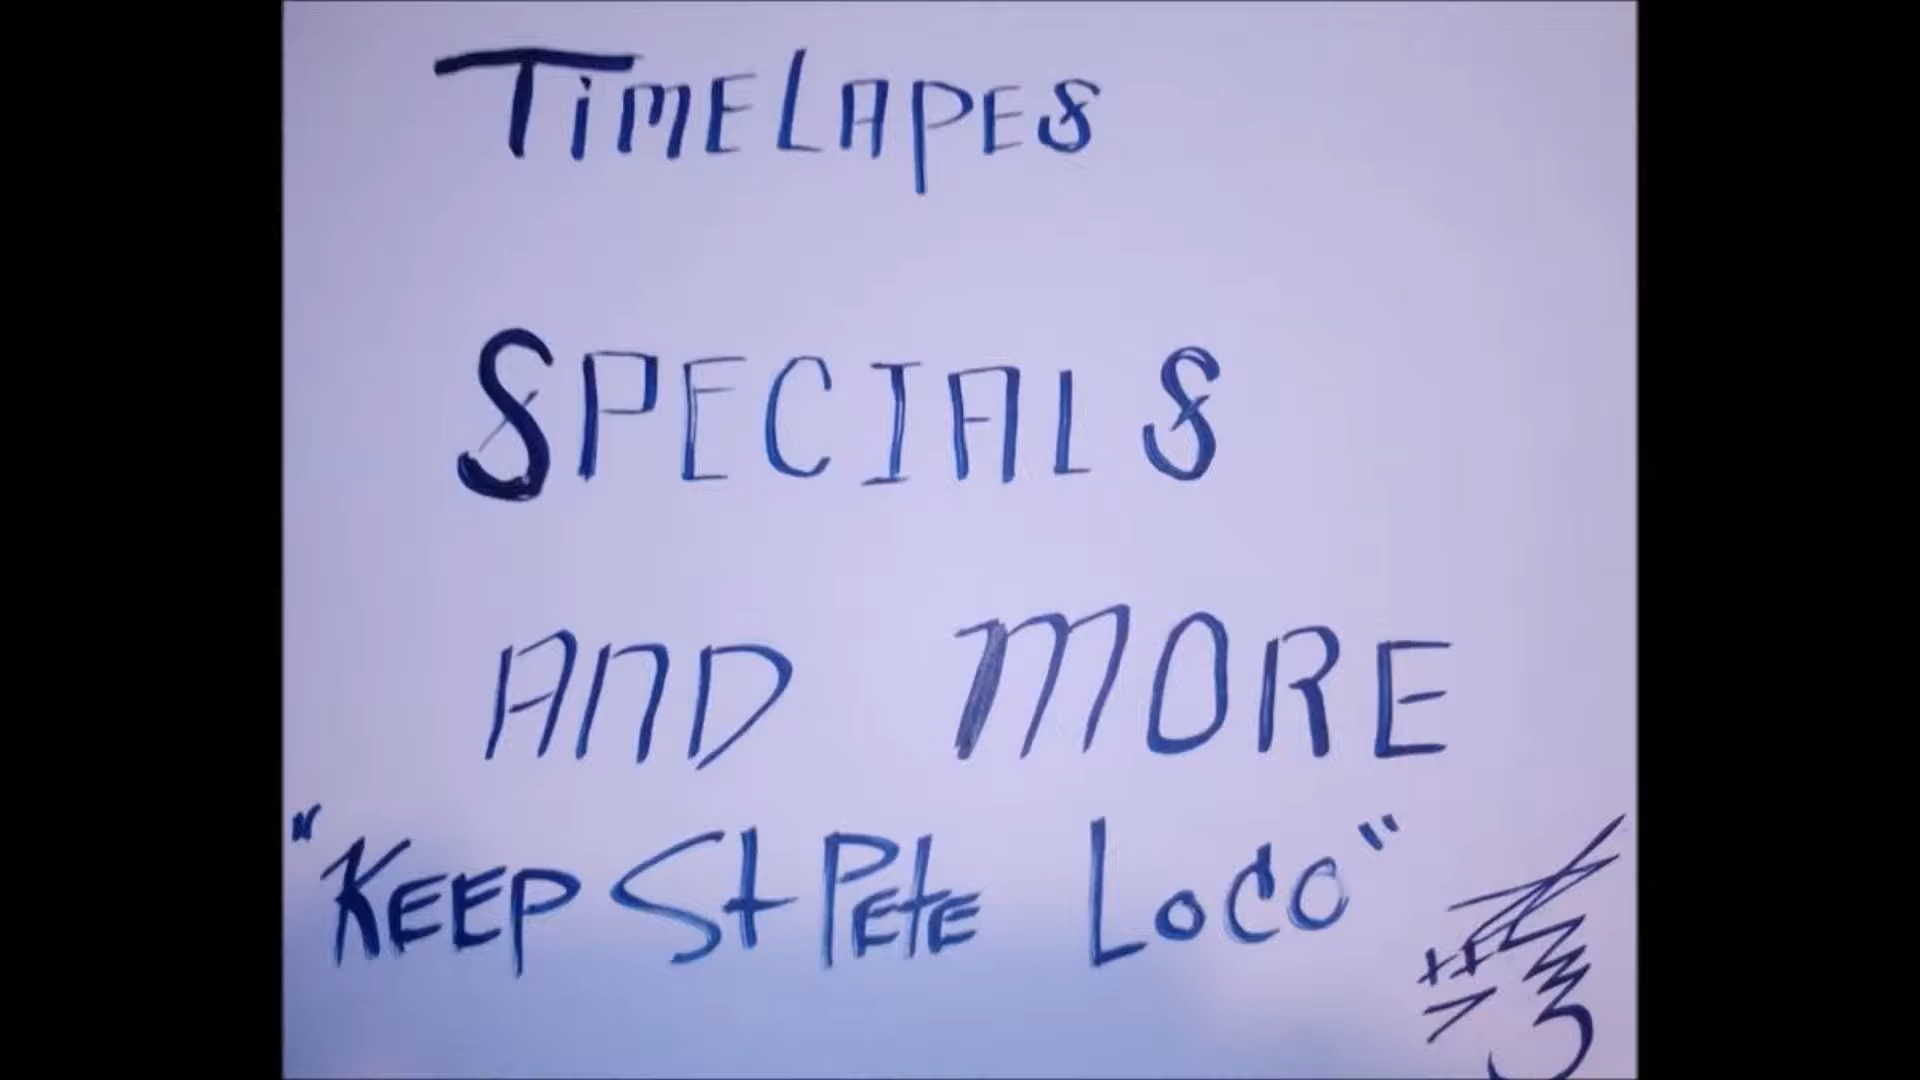 TIMELAPES
SPECIALS
AND MORE
"KEEP St PEtE LOCO"